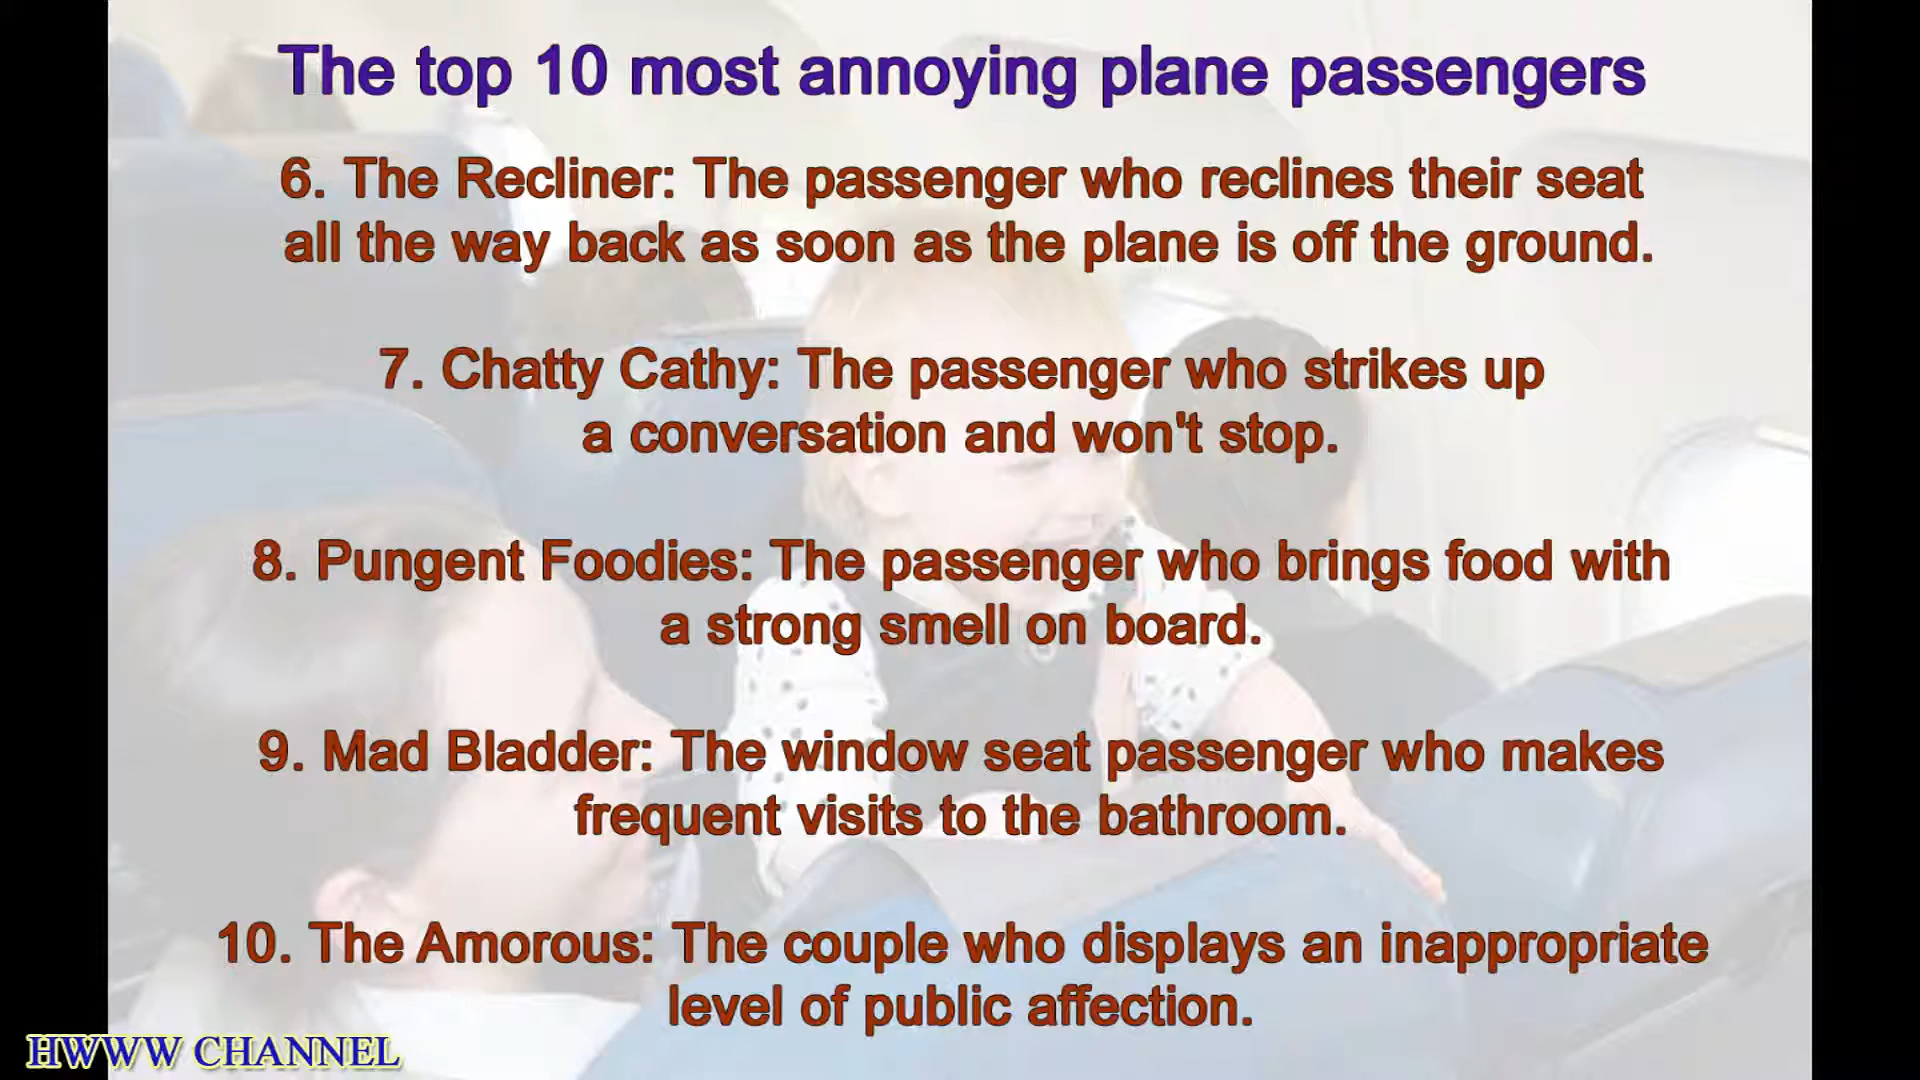 The top 10 most annoying plane passengers
6. The Recliner: The passenger who reclines their seat
all the way back as soon as the plane is off the ground.
7. Chatty Cathy: The passenger who strikes up
a conversation and won't stop.
8. Pungent Foodies: The passenger who brings food with
a strong smell on board.
9. Mad Bladder: The window seat passenger who makes
frequent visits to the bathroom.
10. The Amorous: The couple who displays an inappropriate
level of public affection.
HWWW CHANNEL